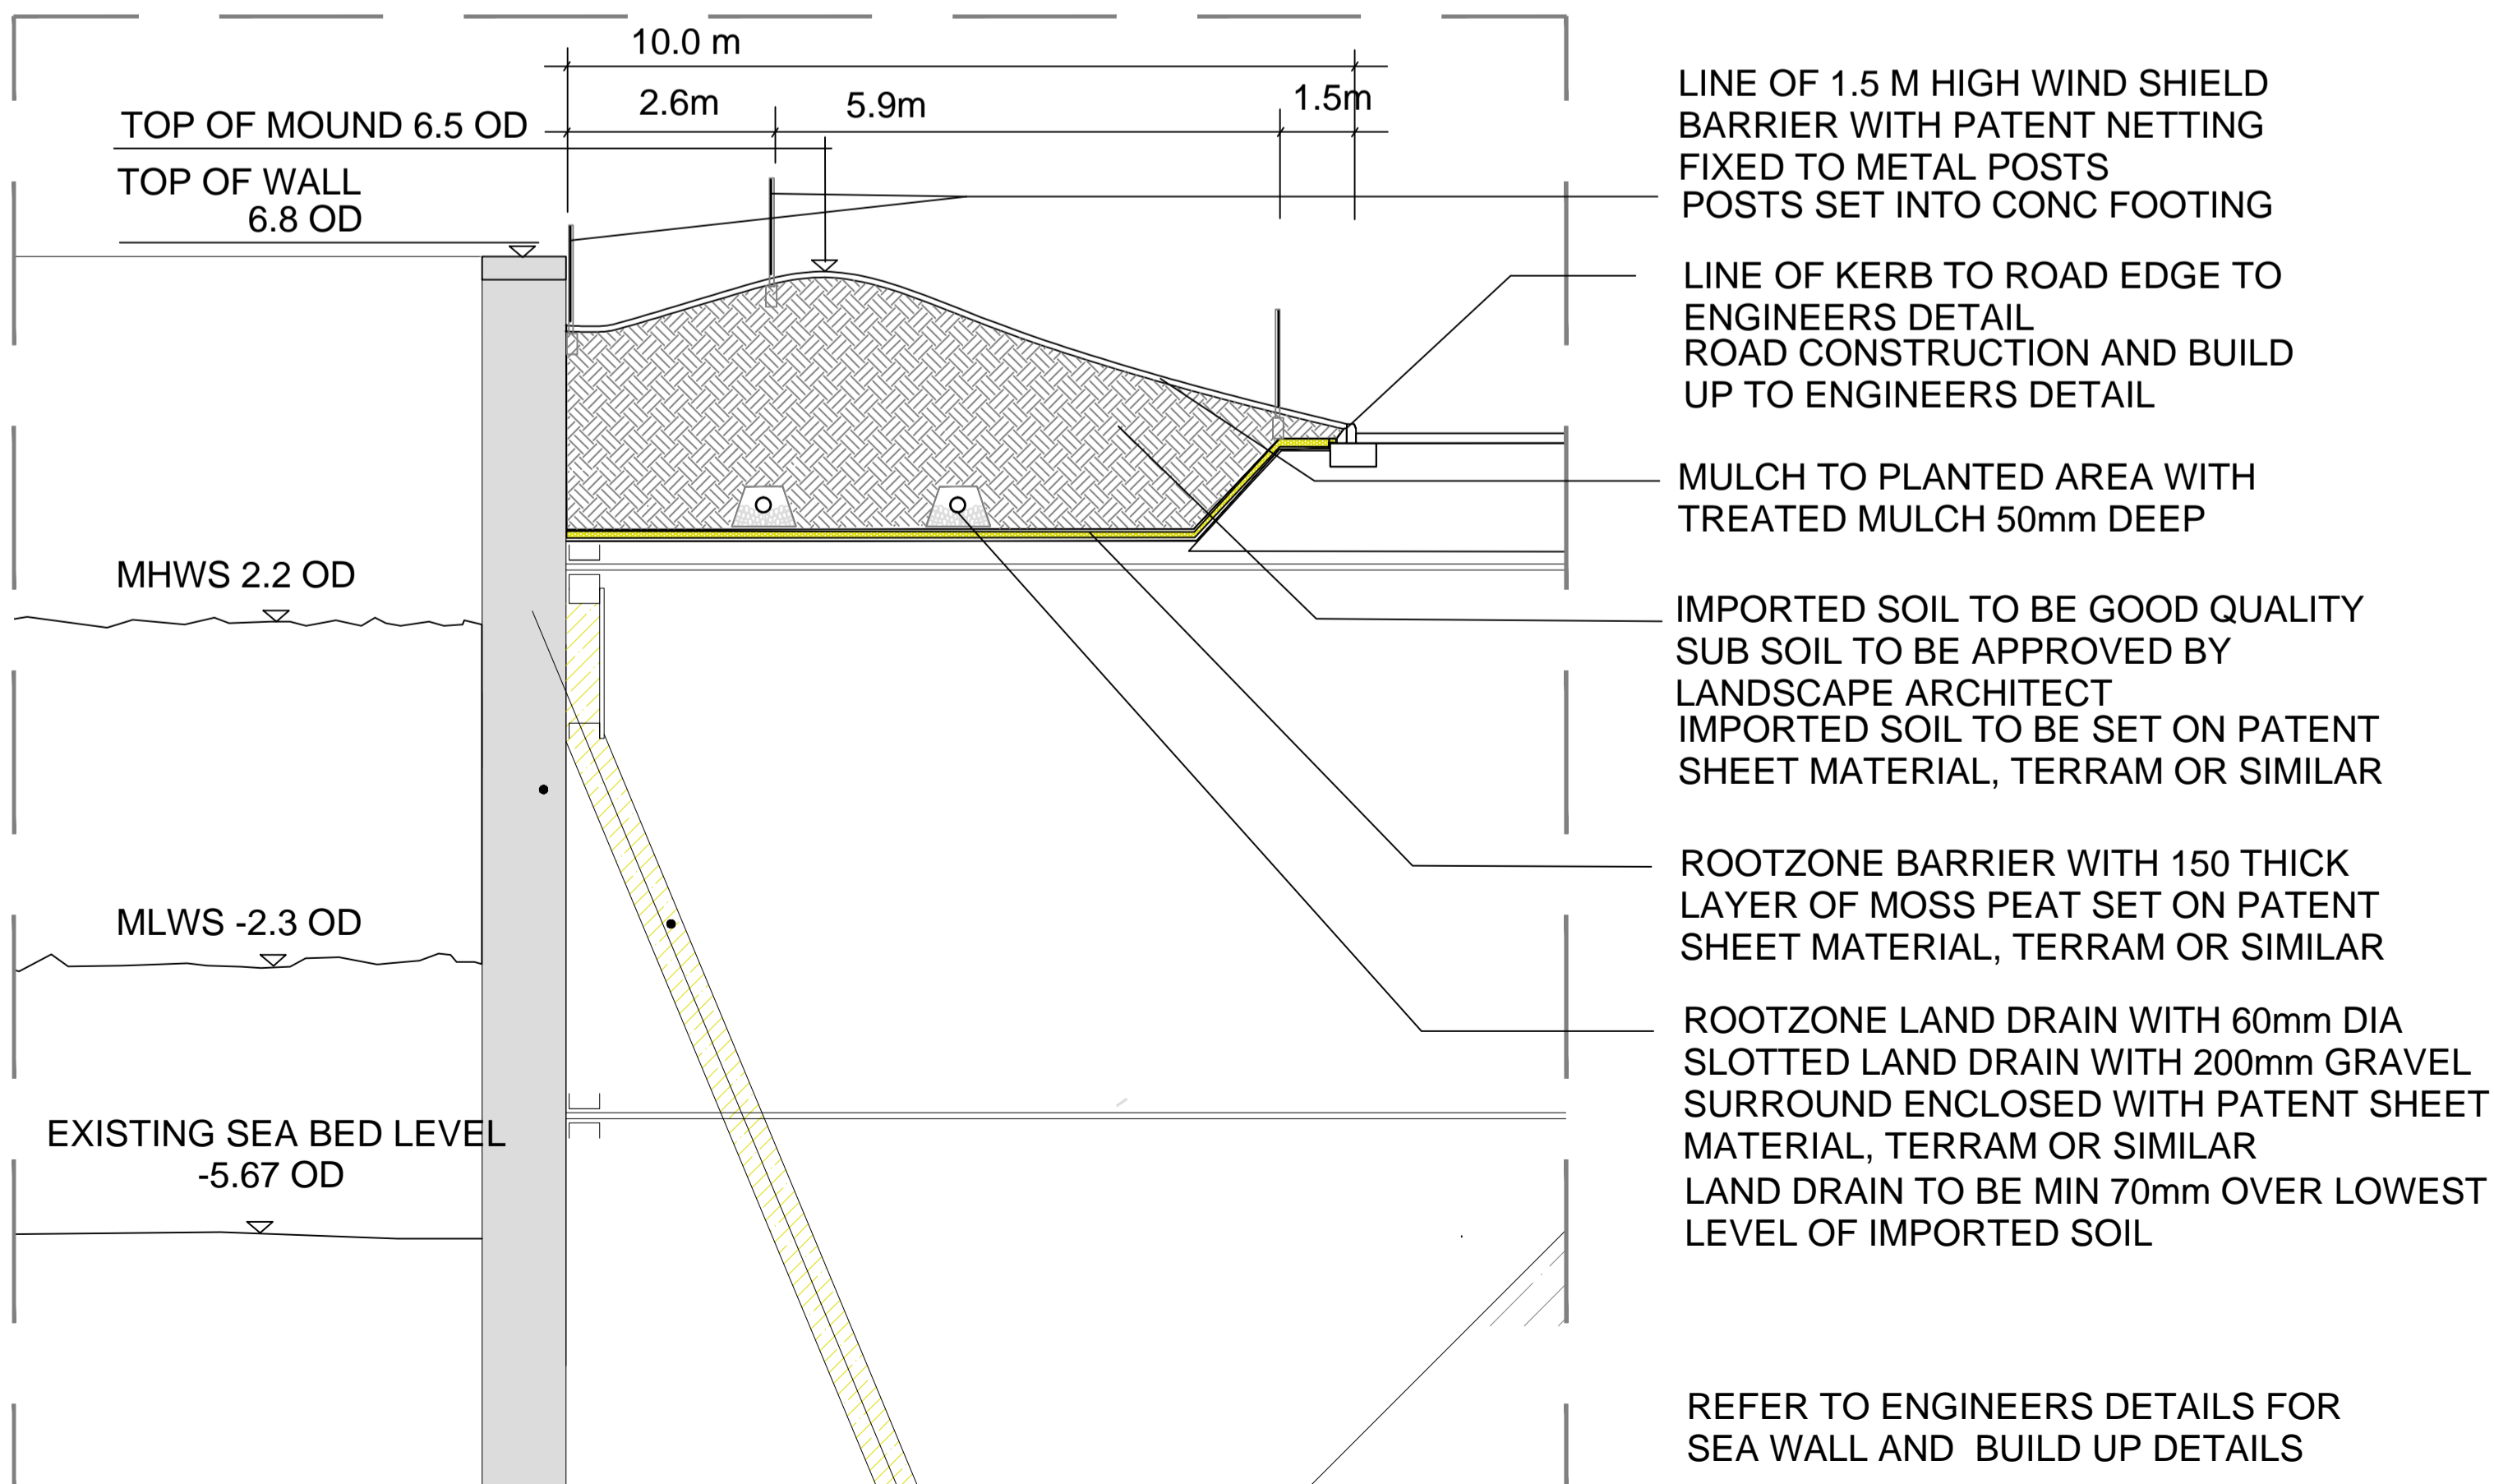 10.0 m
2.6m
5.9m
1.5m
TOP OF MOUND 6.5 OD
TOP OF WALL
6.8 OD
MHWS 2.2 OD
MLWS -2.3 OD
EXISTING SEA BED LEVEL
-5.67 OD
LINE OF 1.5 M HIGH WIND SHIELD
BARRIER WITH PATENT NETTING
FIXED TO METAL POSTS
POSTS SET INTO CONC FOOTING
LINE OF KERB TO ROAD EDGE TO
ENGINEERS DETAIL
ROAD CONSTRUCTION AND BUILD
UP TO ENGINEERS DETAIL
MULCH TO PLANTED AREA WITH
TREATED MULCH 50mm DEEP
IMPORTED SOIL TO BE GOOD QUALITY
SUB SOIL TO BE APPROVED BY
LANDSCAPE ARCHITECT
IMPORTED SOIL TO BE SET ON PATENT
SHEET MATERIAL, TERRAM OR SIMILAR
ROOTZONE BARRIER WITH 150 THICK
LAYER OF MOSS PEAT SET ON PATENT
SHEET MATERIAL, TERRAM OR SIMILAR
ROOTZONE LAND DRAIN WITH 60mm DIA
SLOTTED LAND DRAIN WITH 200mm GRAVEL
SURROUND ENCLOSED WITH PATENT SHEET
MATERIAL, TERRAM OR SIMILAR
LAND DRAIN TO BE MIN 70mm OVER LOWEST
LEVEL OF IMPORTED SOIL
REFER TO ENGINEERS DETAILS FOR
SEA WALL AND BUILD UP DETAILS